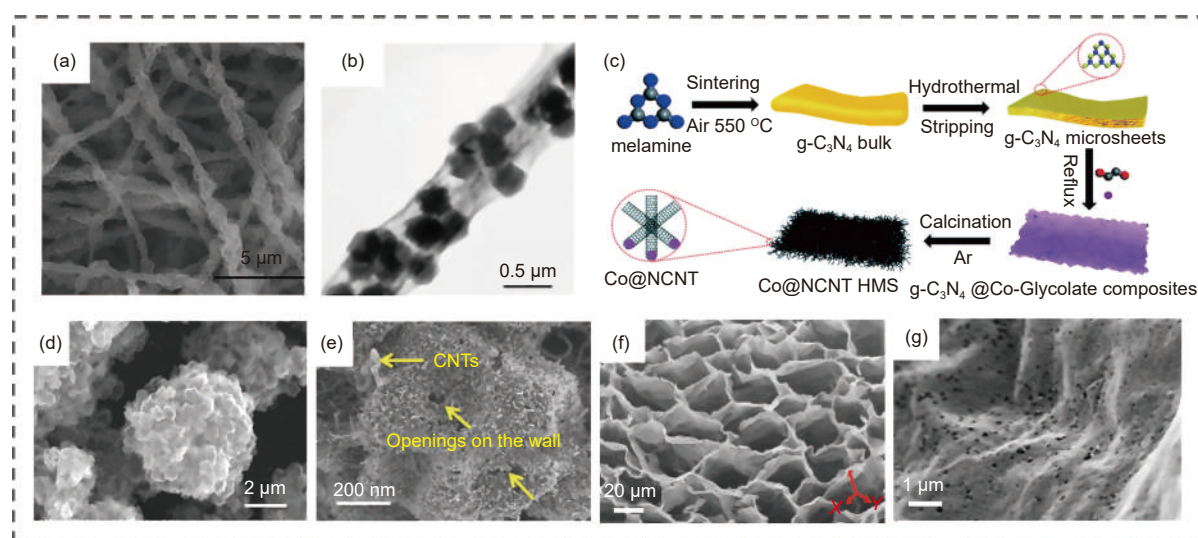 (a)
5 μm
(b)
0.5 μm
(c)
melamine
Sintering
Air 550 °C
g-C₃N₄ bulk
Hydrothermal
Stripping
g-C₃N₄ microsheets
Reflux
g-C₃N₄ @Co-Glycolate composites
Calcination
Ar
Co@NCNT HMS
Co@NCNT
(d)
2 μm
(e)
CNTs
Openings on the wall
200 nm
(f)
20 μm
X
Y
(g)
1 μm